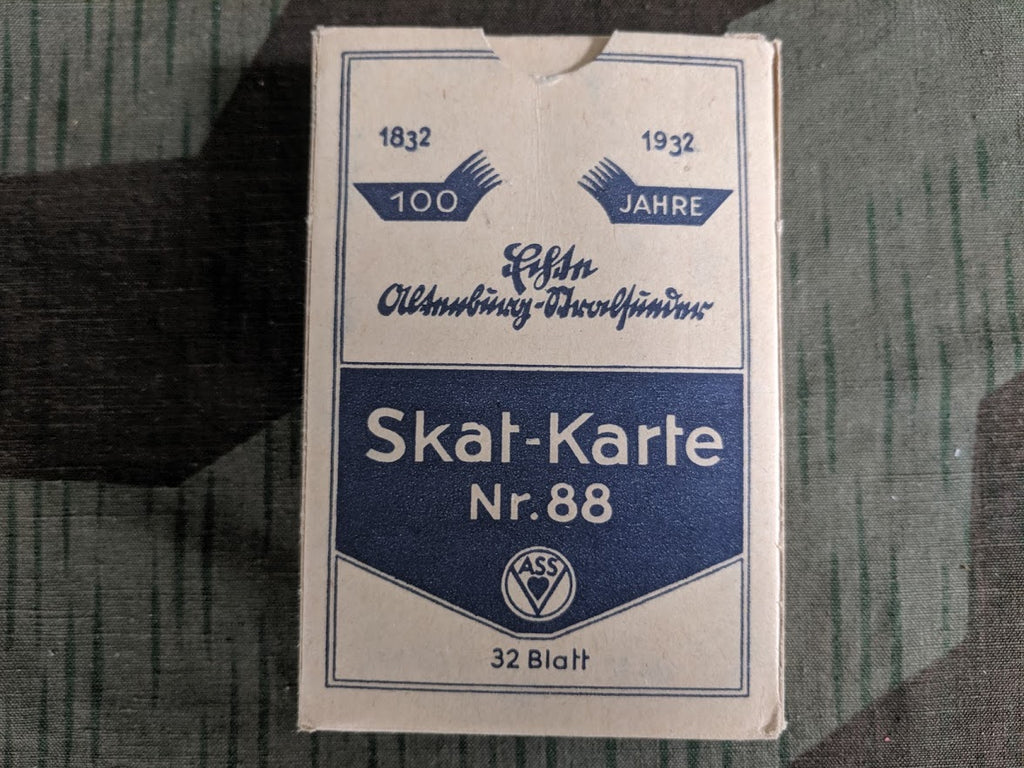 1832 1932
100 JAHRE
Echte
Altenburg-Stralsunder
Skat-Karte
Nr. 88
ASS
32 Blatt